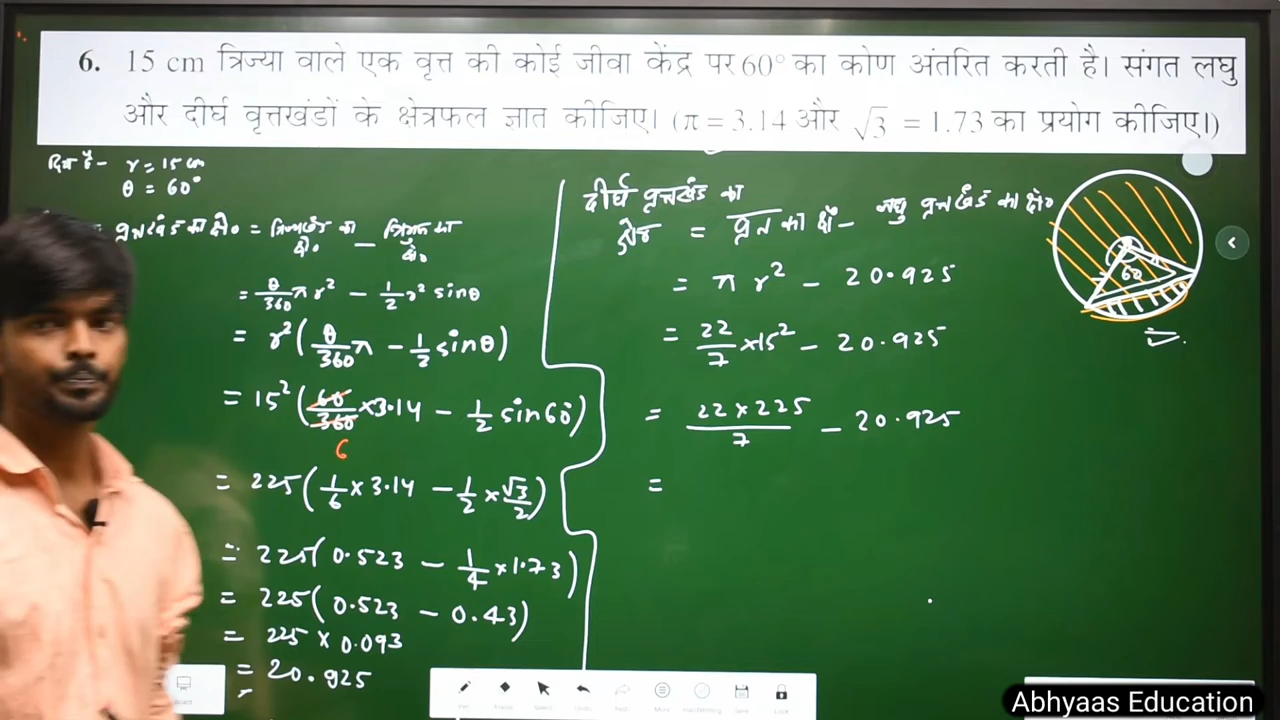 6. 15 cm त्रिज्या वाले एक वृत्त की कोई जीवा केंद्र पर 60° का कोण अंतरित करती है। संगत लघु
और दीर्घ वृत्तखंडों के क्षेत्रफल ज्ञात कीजिए। (π = 3.14 और √3 = 1.73 का प्रयोग कीजिए।)
r = 15 cm
θ = 60°
= θ/360 πr² - 1/2 r² sinθ
= r² (θ/360 π - 1/2 sinθ)
= 15² (60/360 × 3.14 - 1/2 sin60°)
6
= 225 (1/6 × 3.14 - 1/2 × √3/2)
= 225 (0.523 - 1/4 × 1.73)
= 225 (0.523 - 0.43)
= 225 × 0.093
= 20.925
दीर्घ वृत्तखंड का
= वृत्त का क्षे० - लघु वृत्तखंड का क्षे०
= πr² - 20.925
= 22/7 × 15² - 20.925
= 22 × 225/7 - 20.925
=
60
Abhyaas Education